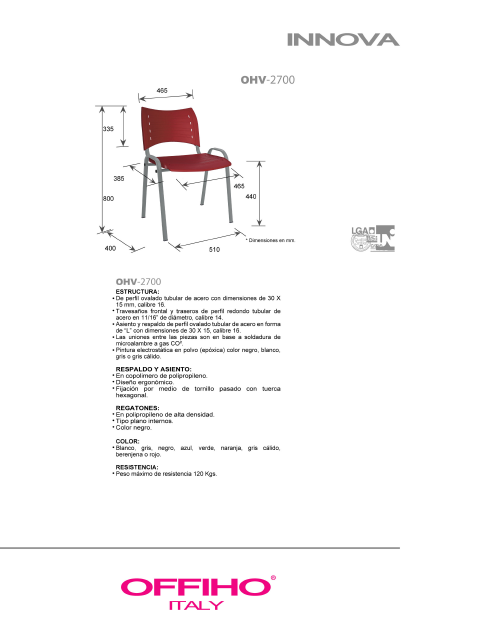 INNOVA
OHV-2700
465
335
385
800
465
440
* Dimensiones en mm.
400
510
LGA
OHV-2700
ESTRUCTURA:
• De perfil ovalado tubular de acero con dimensiones de 30 X
15 mm, calibre 16.
• Travesaños frontal y traseros de perfil redondo tubular de
acero en 11/16" de diámetro, calibre 14.
• Asiento y respaldo de perfil ovalado tubular de acero en forma
de "L" con dimensiones de 30 X 15, calibre 16.
• Las uniones entre las piezas son en base a soldadura de
microalambre a gas CO².
• Pintura electrostática en polvo (epóxica) color negro, blanco,
gris o gris cálido.
RESPALDO Y ASIENTO:
• En copolímero de polipropileno.
• Diseño ergonómico.
• Fijación por medio de tornillo pasado con tuerca
hexagonal.
REGATONES:
• En polipropileno de alta densidad.
• Tipo plano internos.
• Color negro.
COLOR:
• Blanco, gris, negro, azul, verde, naranja, gris cálido,
berenjena o rojo.
RESISTENCIA:
• Peso máximo de resistencia 120 Kgs.
OFFIHO®
ITALY